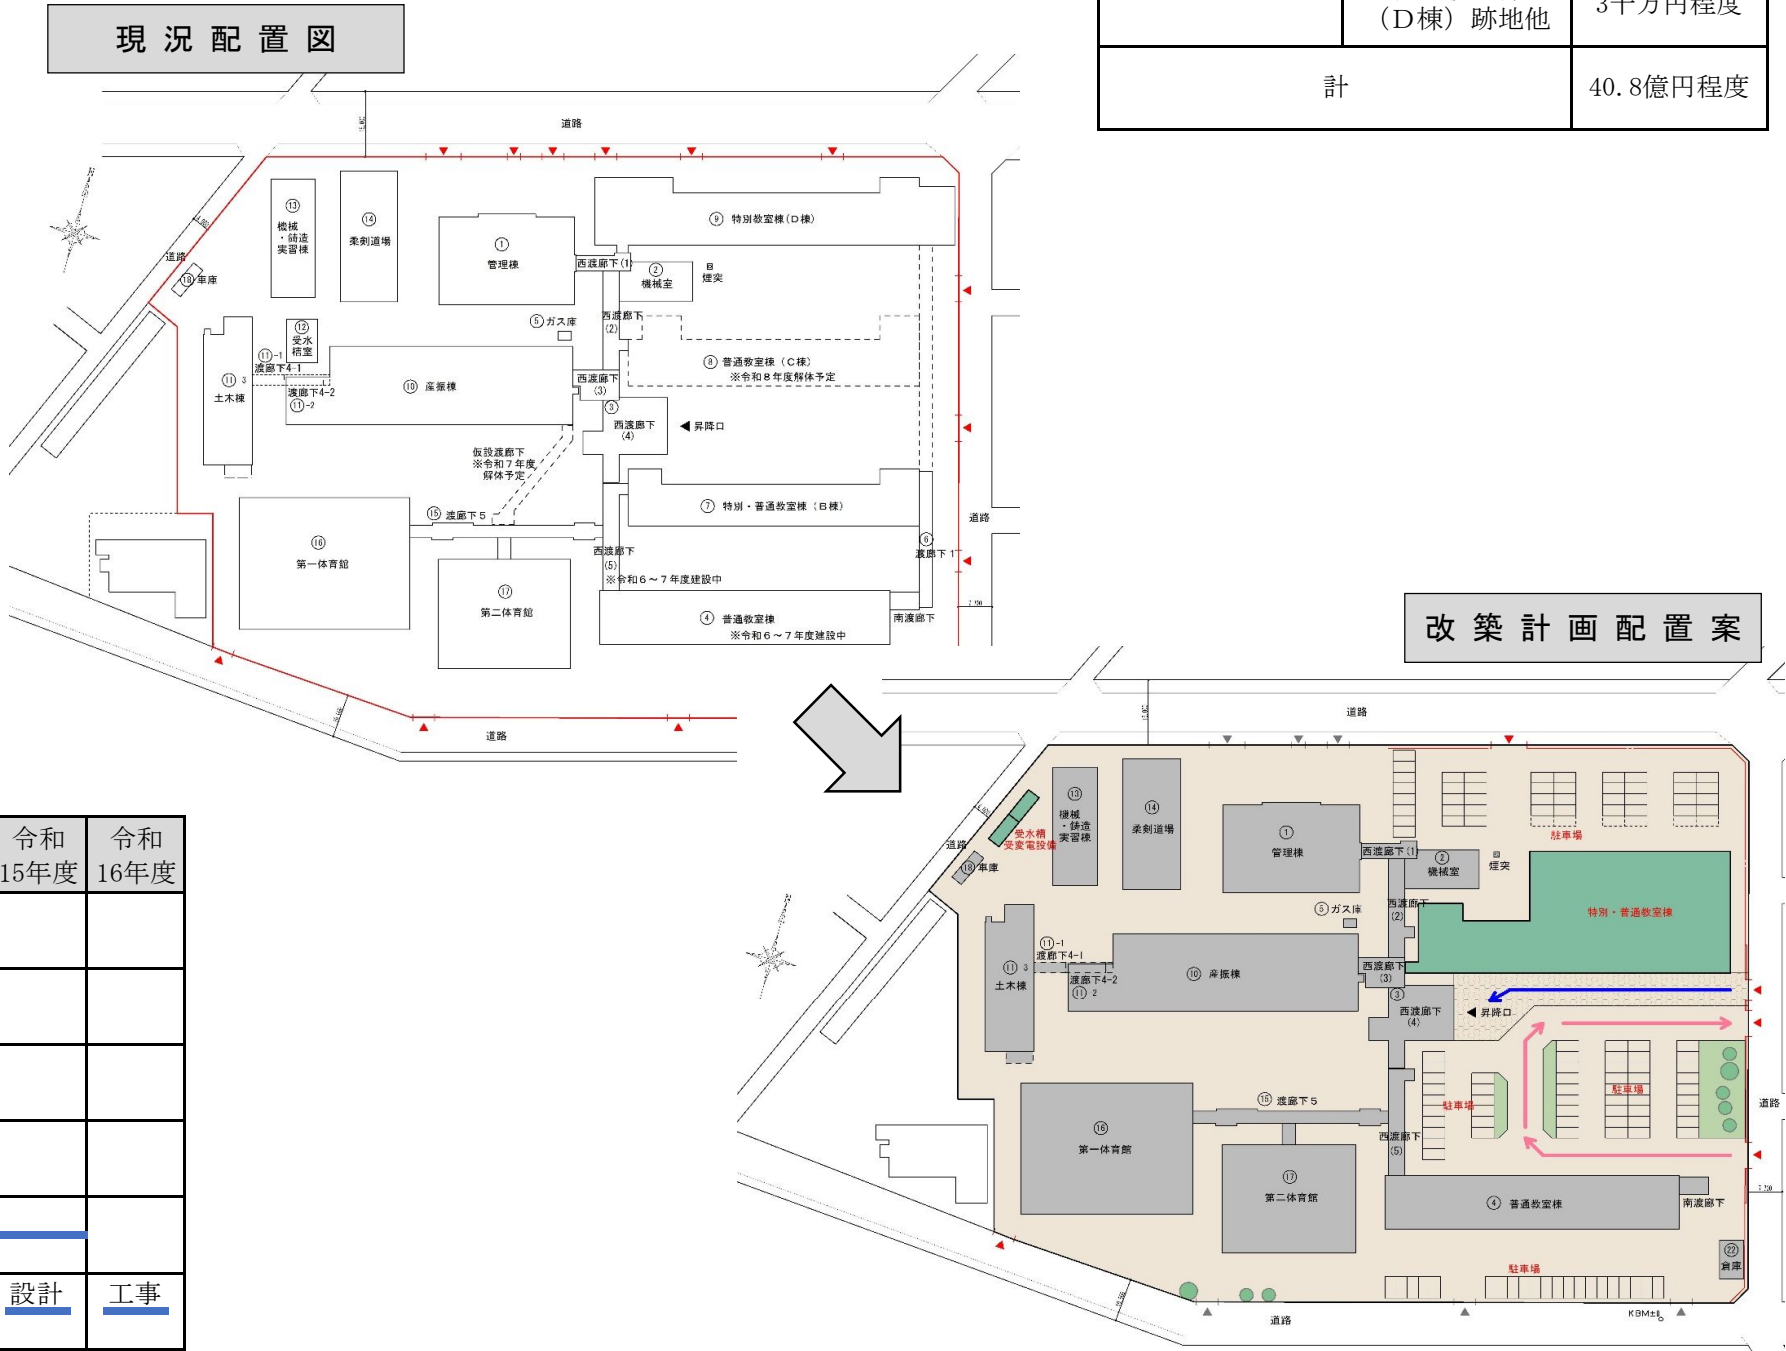 現況配置図
（D棟）跡地他
3千万円程度
計
40.8億円程度
道路
⑬
機械
・鋳造
実習棟
⑭
柔剣道場
①
管理棟
⑨ 特別教室棟（D棟）
西渡廊下(1)
②
機械室
煙突
道路
⑱車庫
⑫
受水
槽室
⑤ガス庫
西渡廊下
(2)
⑧ 普通教室棟（C棟）
※令和８年度解体予定
⑪-1
渡廊下4-1
⑪ 3
土木棟
渡廊下4-2
⑪-2
⑩ 産振棟
西渡廊下
(3)
③
西渡廊下
(4)
昇降口
仮設渡廊下
※令和７年度
解体予定
⑦ 特別・普通教室棟（B棟）
道路
⑮ 渡廊下５
⑯
第一体育館
⑥
渡廊下１
西渡廊下
(5)
※令和６～７年度建設中
⑰
第二体育館
④ 普通教室棟
※令和６～７年度建設中
南渡廊下
道路
改築計画配置案
道路
⑬
機械
・鋳造
実習棟
⑭
柔剣道場
①
管理棟
受水槽
受変電設備
駐車場
道路
⑱車庫
西渡廊下(1)
②
機械室
煙突
⑤ガス庫
西渡廊下
(2)
特別・普通教室棟
⑪-1
渡廊下4-1
⑪ 3
土木棟
渡廊下4-2
⑪ 2
⑩ 産振棟
西渡廊下
(3)
③
西渡廊下
(4)
昇降口
駐車場
駐車場
道路
⑮ 渡廊下５
⑯
第一体育館
西渡廊下
(5)
⑰
第二体育館
④ 普通教室棟
南渡廊下
㉒
倉庫
駐車場
KBM±0
道路
令和
15年度
令和
16年度
設計
工事